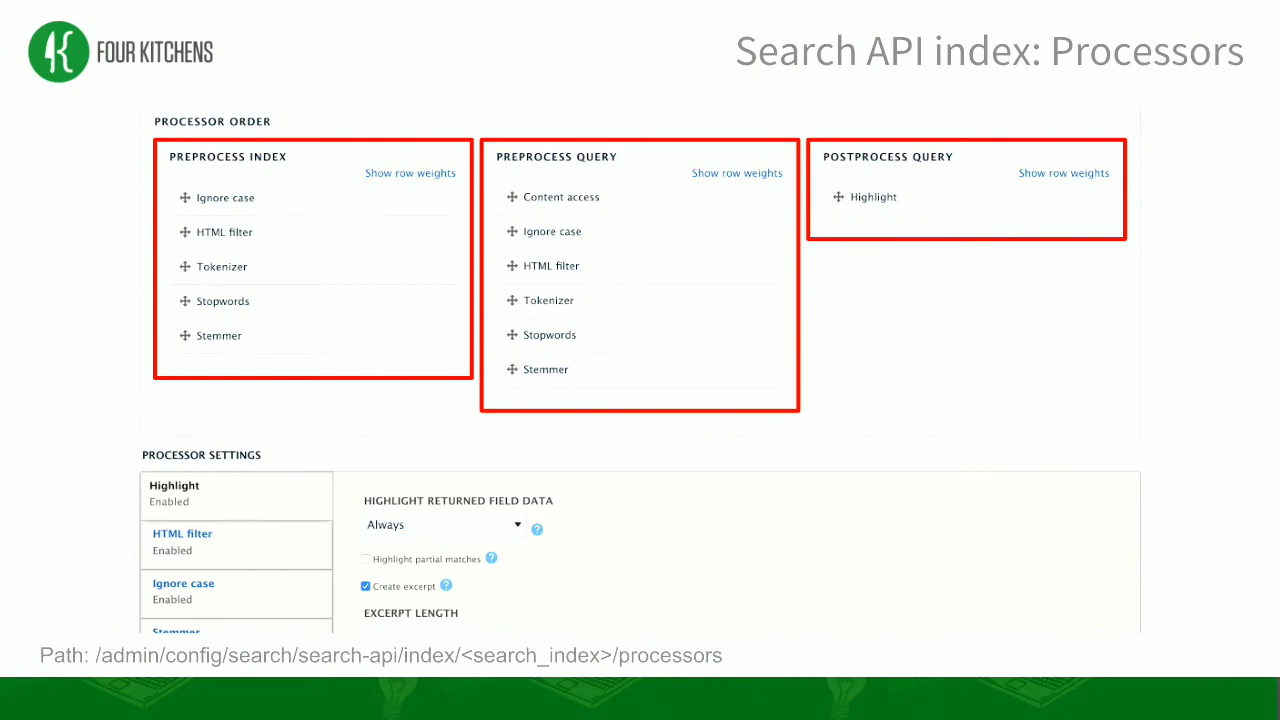 FOUR KITCHENS
Search API index: Processors
PROCESSOR ORDER
PREPROCESS INDEX
Show row weights
Ignore case
HTML filter
Tokenizer
Stopwords
Stemmer
PREPROCESS QUERY
Show row weights
Content access
Ignore case
HTML filter
Tokenizer
Stopwords
Stemmer
POSTPROCESS QUERY
Show row weights
Highlight
PROCESSOR SETTINGS
Highlight
Enabled
HTML filter
Enabled
Ignore case
Enabled
Stemmer
HIGHLIGHT RETURNED FIELD DATA
Always
?
Highlight partial matches ?
Create excerpt ?
EXCERPT LENGTH
Path: /admin/config/search/search-api/index/<search_index>/processors